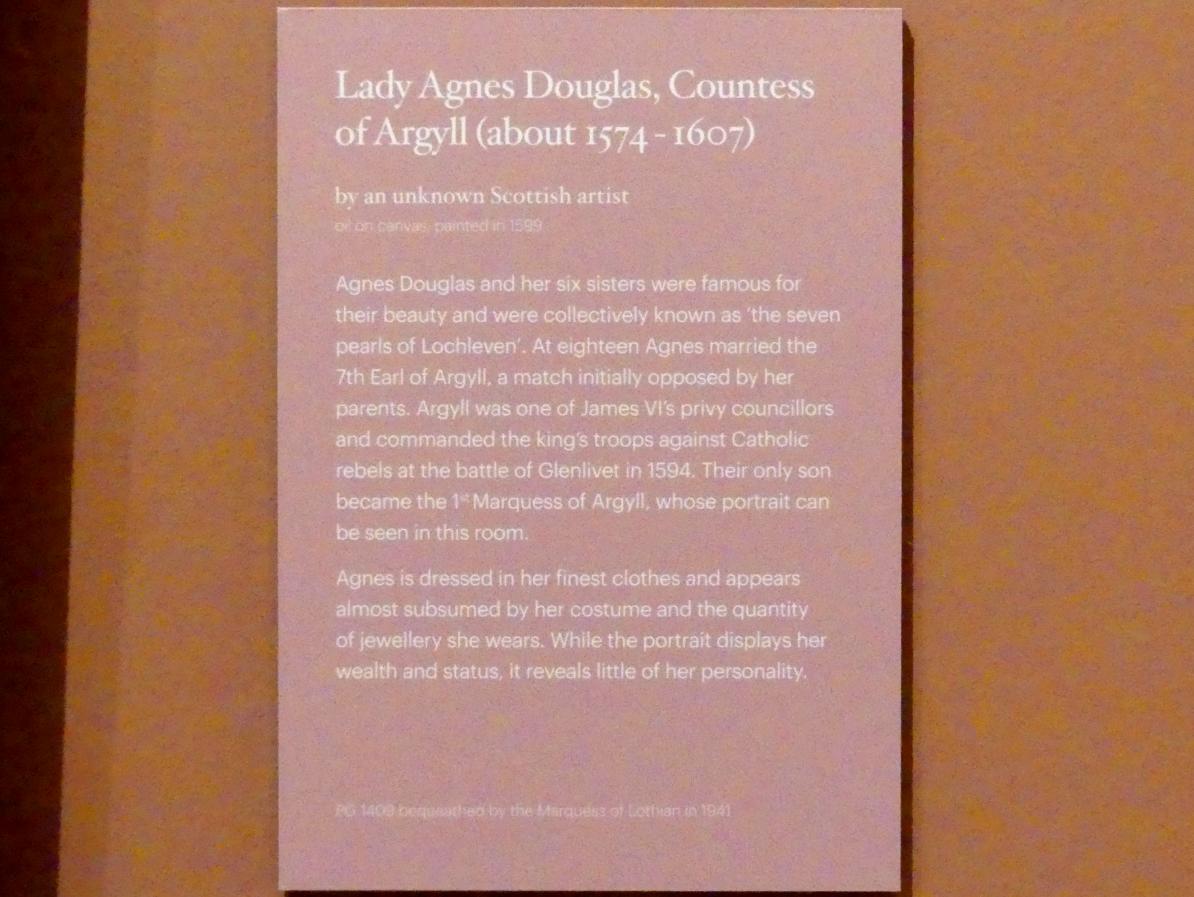 Lady Agnes Douglas, Countess
of Argyll (about 1574 - 1607)
by an unknown Scottish artist
oil on canvas, painted in 1599
Agnes Douglas and her six sisters were famous for
their beauty and were collectively known as ‘the seven
pearls of Lochleven’. At eighteen Agnes married the
7th Earl of Argyll, a match initially opposed by her
parents. Argyll was one of James VI’s privy councillors
and commanded the king’s troops against Catholic
rebels at the battle of Glenlivet in 1594. Their only son
became the 1st Marquess of Argyll, whose portrait can
be seen in this room.
Agnes is dressed in her finest clothes and appears
almost subsumed by her costume and the quantity
of jewellery she wears. While the portrait displays her
wealth and status, it reveals little of her personality.
PG 1409 bequeathed by the Marquess of Lothian in 1941